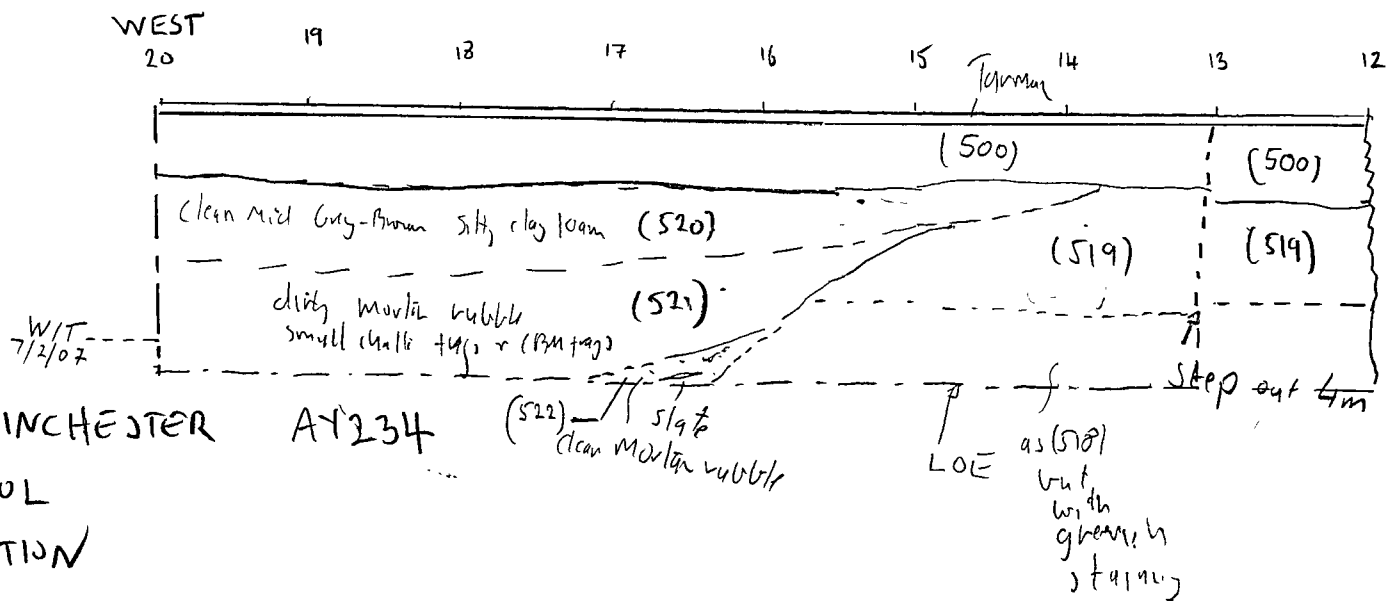 WEST
20 19 18 17 16 15 14 13 12
Tarmac
(500) (500)
Clean Mid Grey-Brown silty clay loam (520)
(519) (519)
dirty mortar rubble (521)
small chalk frags + CBM frags
W/T
7/2/07
Step out 4m
INCHESTER AY234
(522) slate
clean Mortar rubble
LOE
as (518)
but
with
greenish
staining
OL
TION